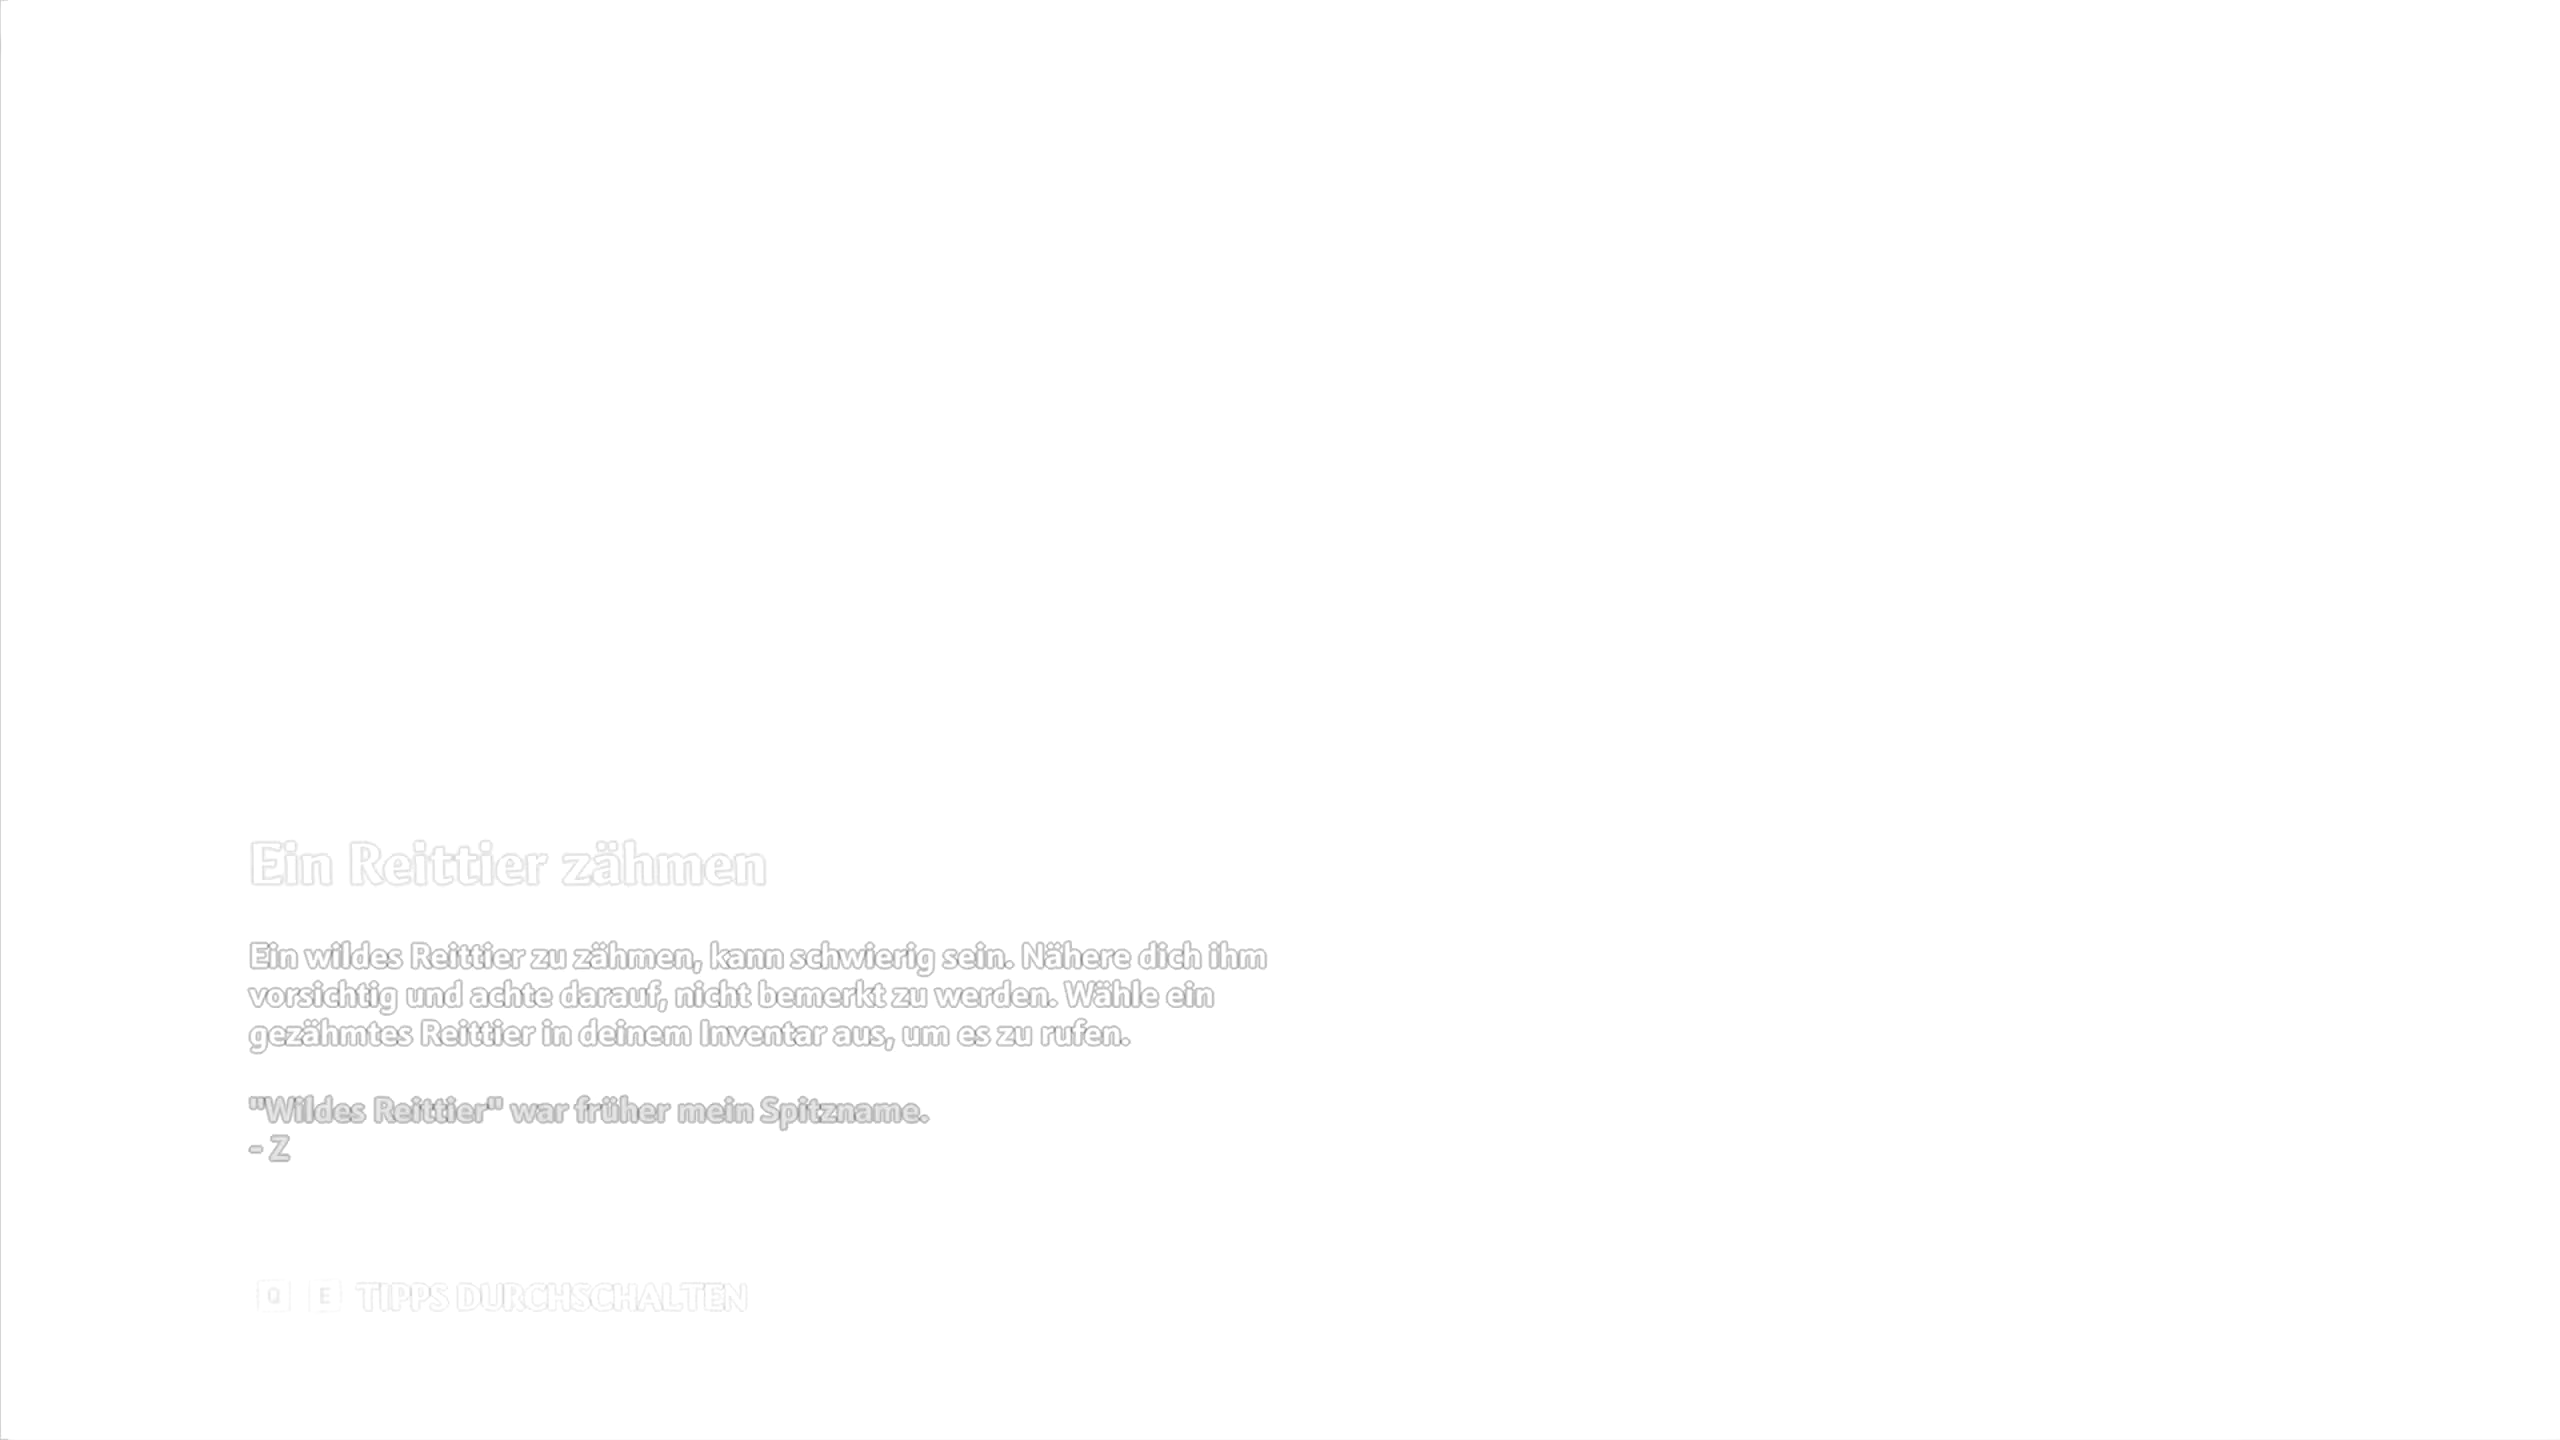 Ein Reittier zähmen
Ein wildes Reittier zu zähmen, kann schwierig sein. Nähere dich ihm
vorsichtig und achte darauf, nicht bemerkt zu werden. Wähle ein
gezähmtes Reittier in deinem Inventar aus, um es zu rufen.
"Wildes Reittier" war früher mein Spitzname.
- Z
Q E TIPPS DURCHSCHALTEN